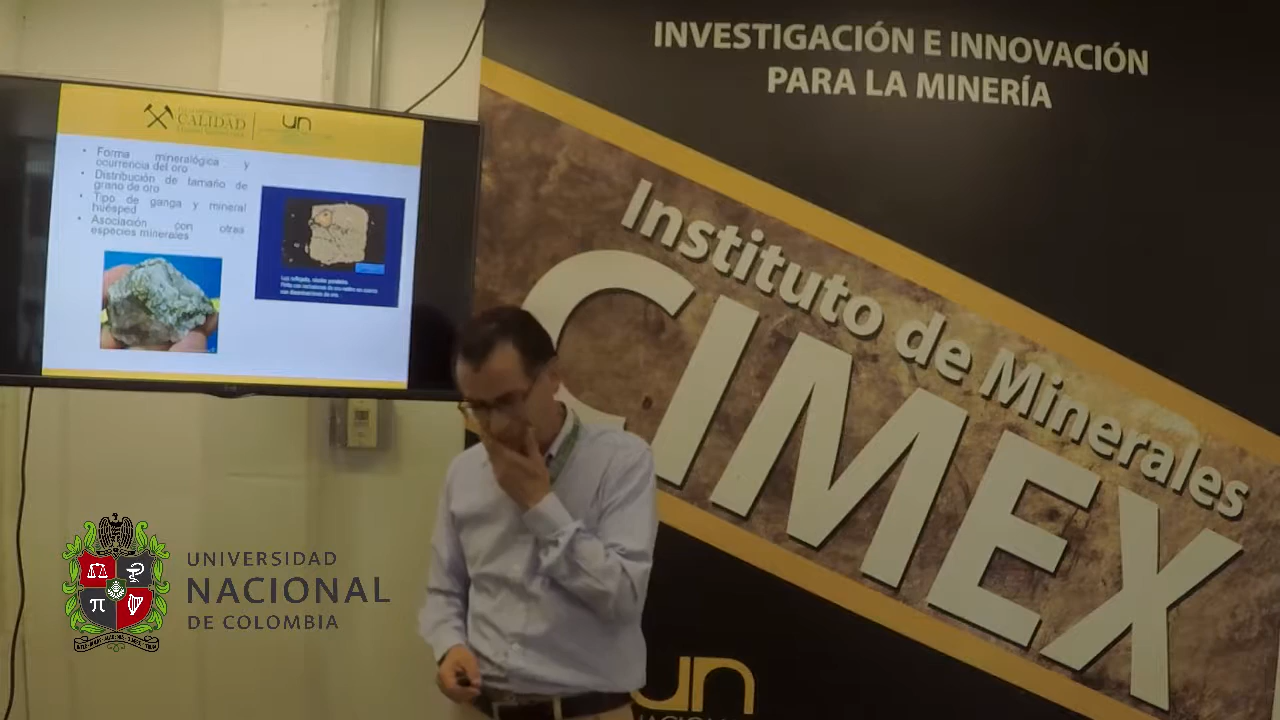 INVESTIGACIÓN E INNOVACIÓN
PARA LA MINERÍA
Instituto de Minerales
CIMEX
CALIDAD
un
• Forma mineralógica y
ocurrencia del oro
• Distribución de tamaño de
grano de oro
• Tipo de ganga y mineral
huésped
• Asociación con otras
especies minerales
UNIVERSIDAD
NACIONAL
DE COLOMBIA
un